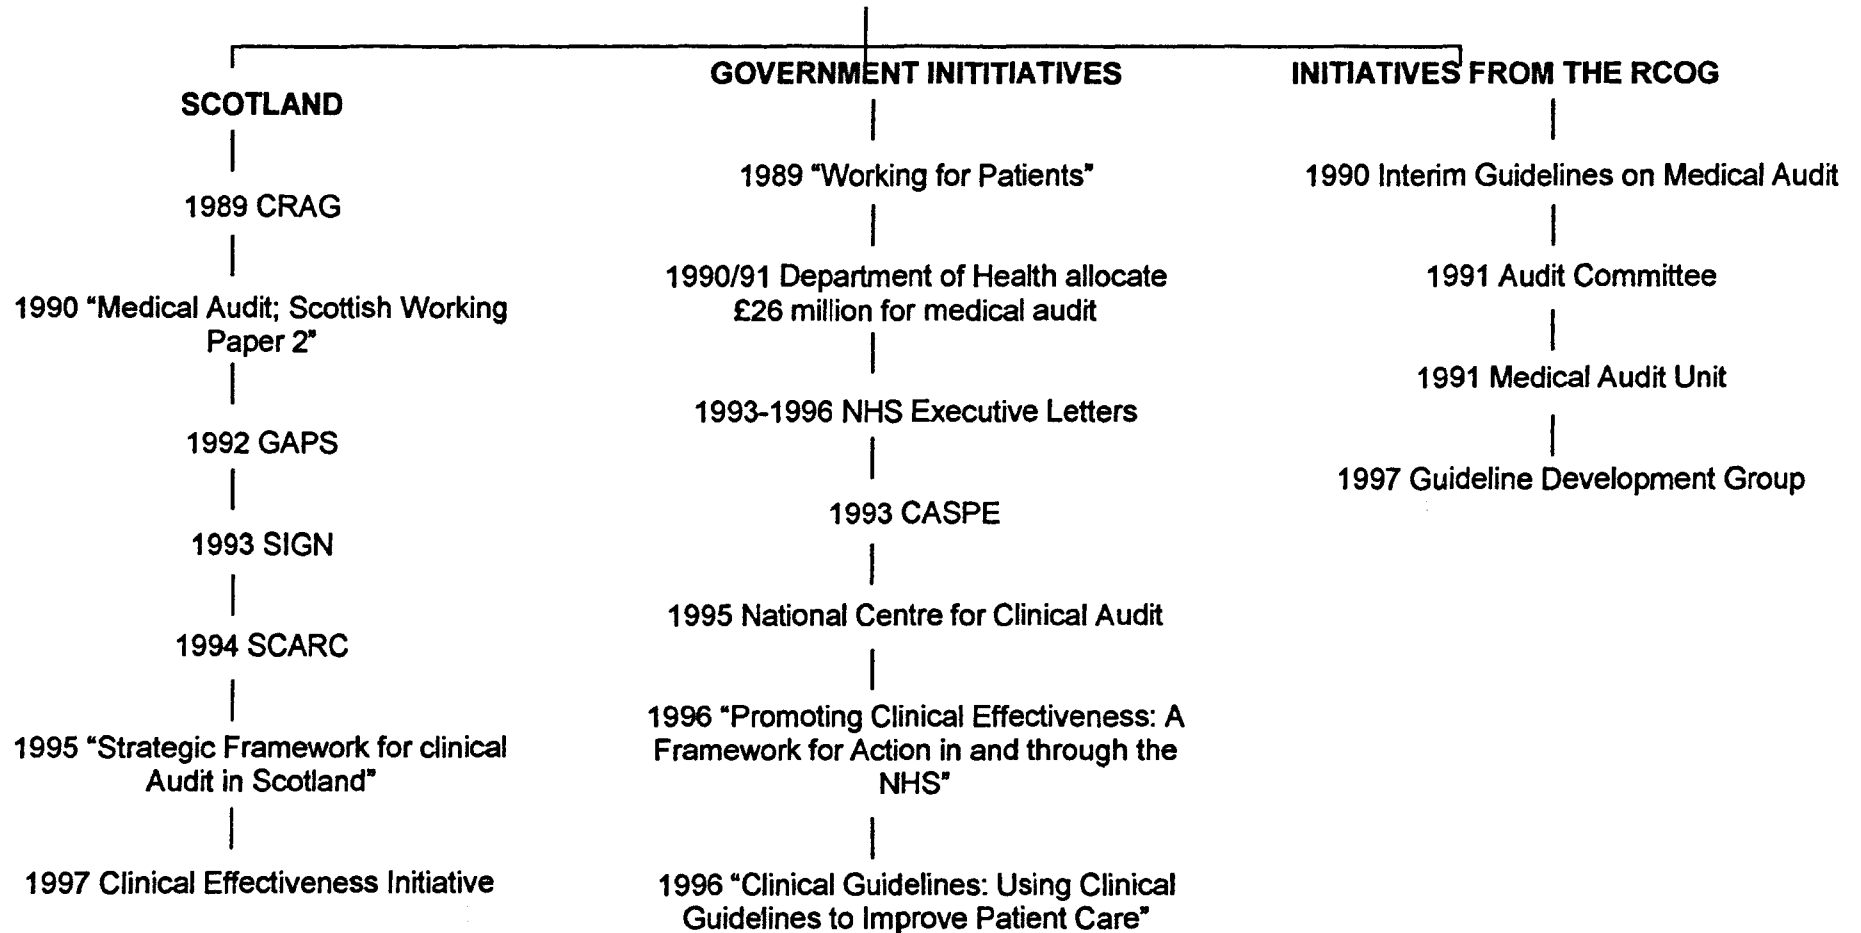 SCOTLAND
1989 CRAG
1990 “Medical Audit; Scottish Working
Paper 2”
1992 GAPS
1993 SIGN
1994 SCARC
1995 “Strategic Framework for clinical
Audit in Scotland”
1997 Clinical Effectiveness Initiative
GOVERNMENT INITITIATIVES
1989 “Working for Patients”
1990/91 Department of Health allocate
£26 million for medical audit
1993-1996 NHS Executive Letters
1993 CASPE
1995 National Centre for Clinical Audit
1996 “Promoting Clinical Effectiveness: A
Framework for Action in and through the
NHS”
1996 “Clinical Guidelines: Using Clinical
Guidelines to Improve Patient Care”
INITIATIVES FROM THE RCOG
1990 Interim Guidelines on Medical Audit
1991 Audit Committee
1991 Medical Audit Unit
1997 Guideline Development Group